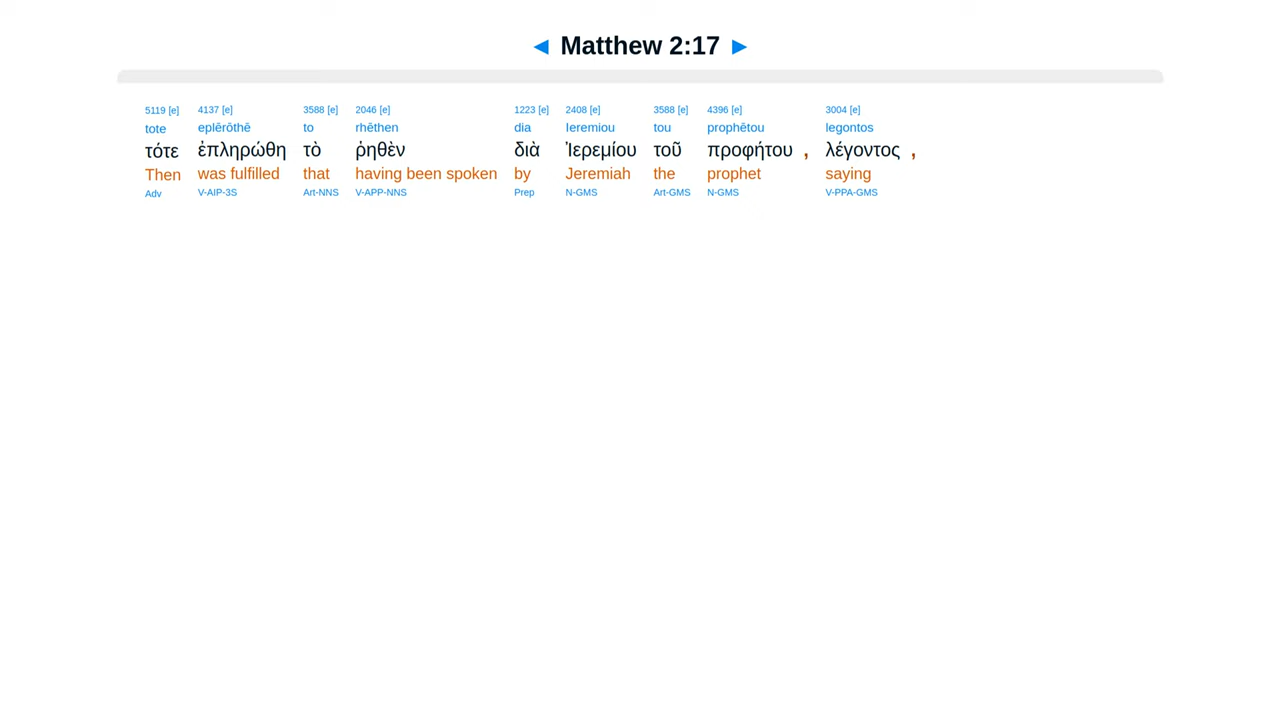 ◄ Matthew 2:17 ►
5119 [e] 4137 [e] 3588 [e] 2046 [e] 1223 [e] 2408 [e] 3588 [e] 4396 [e] 3004 [e]
tote eplērōthē to rhēthen dia Ieremiou tou prophētou legontos
τότε ἐπληρώθη τὸ ῥηθὲν διὰ Ἰερεμίου τοῦ προφήτου , λέγοντος ,
Then was fulfilled that having been spoken by Jeremiah the prophet saying
Adv V-AIP-3S Art-NNS V-APP-NNS Prep N-GMS Art-GMS N-GMS V-PPA-GMS